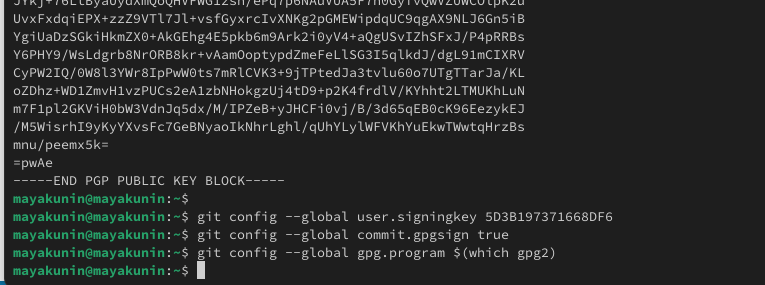 UvxFxdqiEPX+zzZ9VTl7Jl+vsfGyxrcIvXNKg2pGMEWipdqUC9qgAX9NLJ6Gn5iB
YgiUaDzSGkiHkmZX0+AkGEhg4E5pkb6m9Ark2i0yV4+aQgUSvIZhSFxJ/P4pRRBs
Y6PHY9/WsLdgrb8NrORB8kr+vAamOoptypdZmeFeLlSG3I5qlkdJ/dgL91mCIXRV
CyPW2IQ/0W8l3YWr8IpPwW0ts7mRlCVK3+9jTPtedJa3tvlu60o7UTgTTarJa/KL
oZDhz+WD1ZmvH1vzPUCs2eA1zbNHokgzUj4tD9+p2K4frdlV/KYhht2LTMUKhLuN
m7F1pl2GKViH0bW3VdnJq5dx/M/IPZeB+yJHCFi0vj/B/3d65qEB0cK96EezykEJ
/M5WisrhI9yKyYXvsFc7GeBNyaoIkNhrLghl/qUhYLylWFVKhYuEkwTWwtqHrzBs
mnu/peemx5k=
=pwAe
-----END PGP PUBLIC KEY BLOCK-----
mayakunin@mayakunin:~$
mayakunin@mayakunin:~$ git config --global user.signingkey 5D3B197371668DF6
mayakunin@mayakunin:~$ git config --global commit.gpgsign true
mayakunin@mayakunin:~$ git config --global gpg.program $(which gpg2)
mayakunin@mayakunin:~$